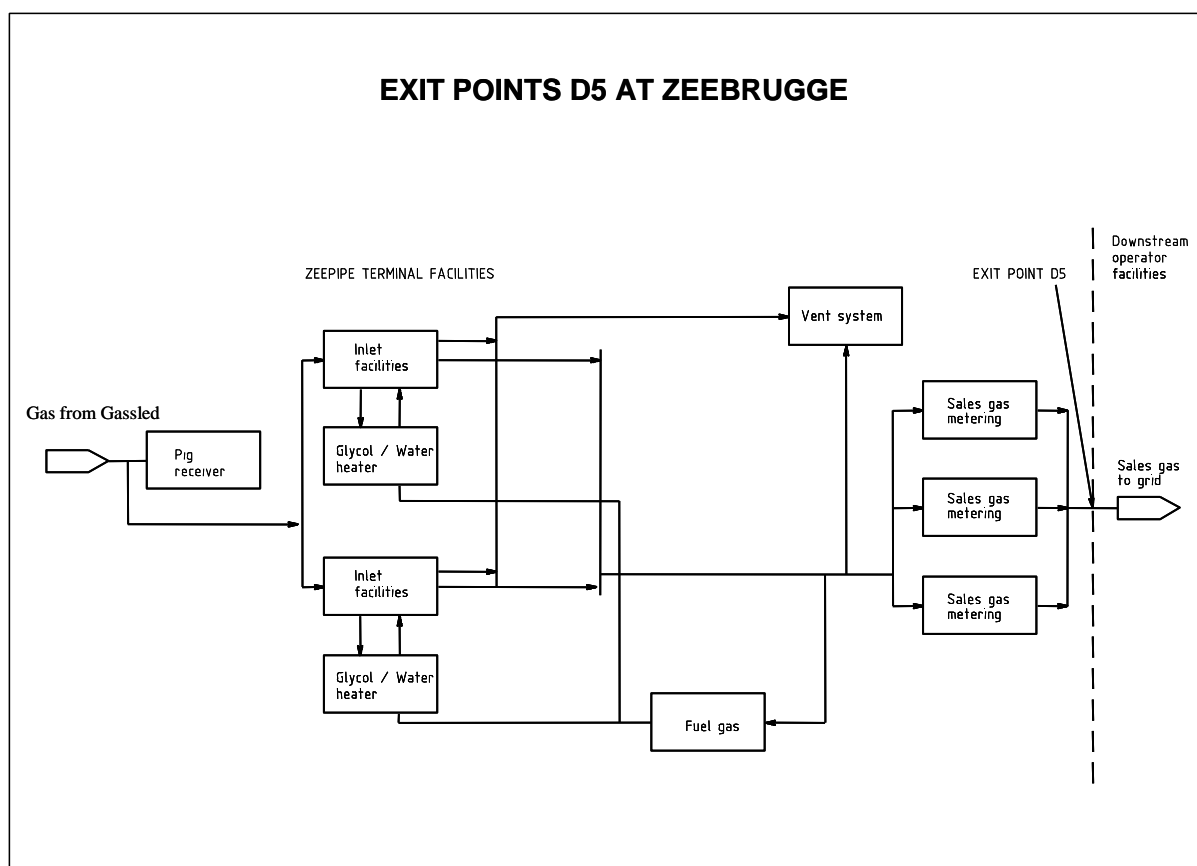 EXIT POINTS D5 AT ZEEBRUGGE
Downstream
operator
facilities
ZEEPIPE TERMINAL FACILITIES
EXIT POINT D5
Vent system
Inlet
facilities
Gas from Gassled
Pig
receiver
Glycol / Water
heater
Sales gas
metering
Sales gas
to grid
Sales gas
metering
Inlet
facilities
Sales gas
metering
Glycol / Water
heater
Fuel gas